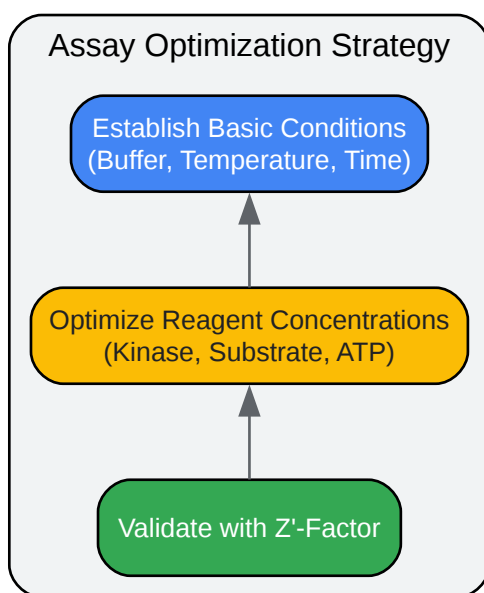 Assay Optimization Strategy
Establish Basic Conditions
(Buffer, Temperature, Time)
Optimize Reagent Concentrations
(Kinase, Substrate, ATP)
Validate with Z'-Factor